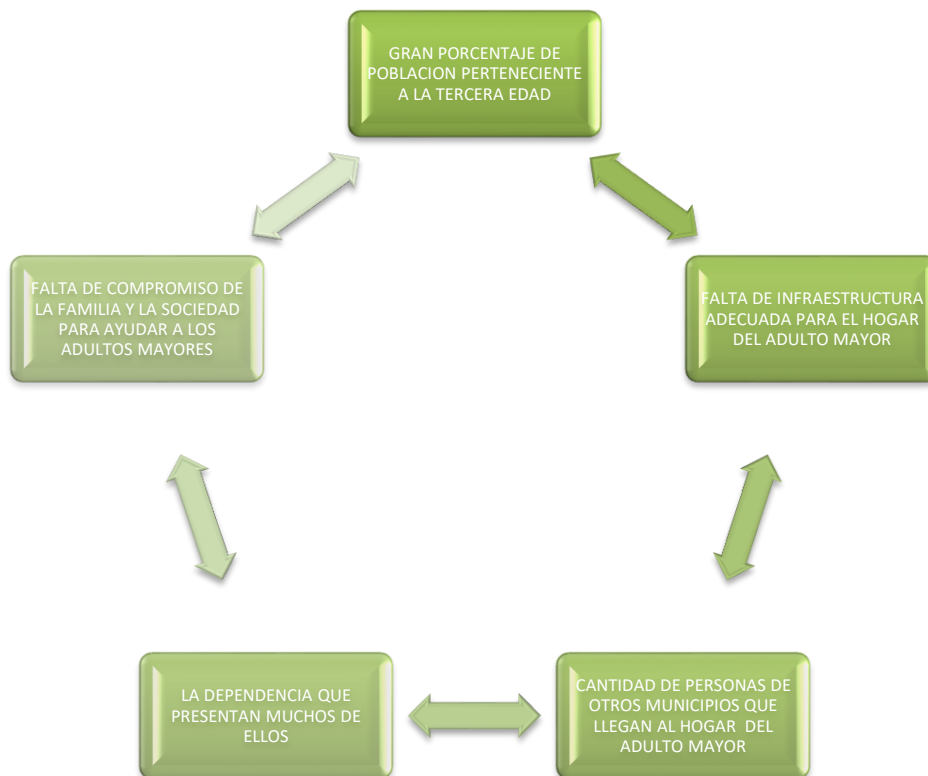 GRAN PORCENTAJE DE
POBLACION PERTENECIENTE
A LA TERCERA EDAD
FALTA DE COMPROMISO DE
LA FAMILIA Y LA SOCIEDAD
PARA AYUDAR A LOS
ADULTOS MAYORES
FALTA DE INFRAESTRUCTURA
ADECUADA PARA EL HOGAR
DEL ADULTO MAYOR
LA DEPENDENCIA QUE
PRESENTAN MUCHOS DE
ELLOS
CANTIDAD DE PERSONAS DE
OTROS MUNICIPIOS QUE
LLEGAN AL HOGAR DEL
ADULTO MAYOR